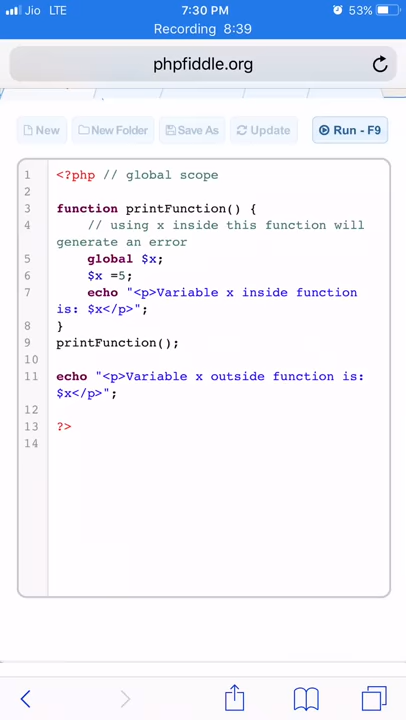 Jio LTE 7:30 PM 53%
Recording 8:39
phpfiddle.org
New New Folder Save As Update Run - F9
1 <?php // global scope
2
3 function printFunction() {
4 // using x inside this function will
generate an error
5 global $x;
6 $x =5;
7 echo "<p>Variable x inside function
is: $x</p>";
8 }
9 printFunction();
10
11 echo "<p>Variable x outside function is:
$x</p>";
12
13 ?>
14